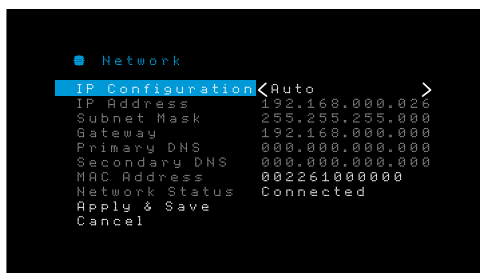 Network
IP Configuration < Auto >
IP Address 192.168.000.026
Subnet Mask 255.255.255.000
Gateway 192.168.000.000
Primary DNS 000.000.000.000
Secondary DNS 000.000.000.000
MAC Address 002261000000
Network Status Connected
Apply & Save
Cancel